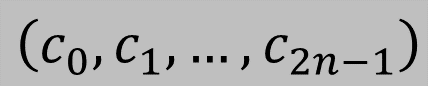 (c₀, c₁, … , c₂ₙ₋₁)